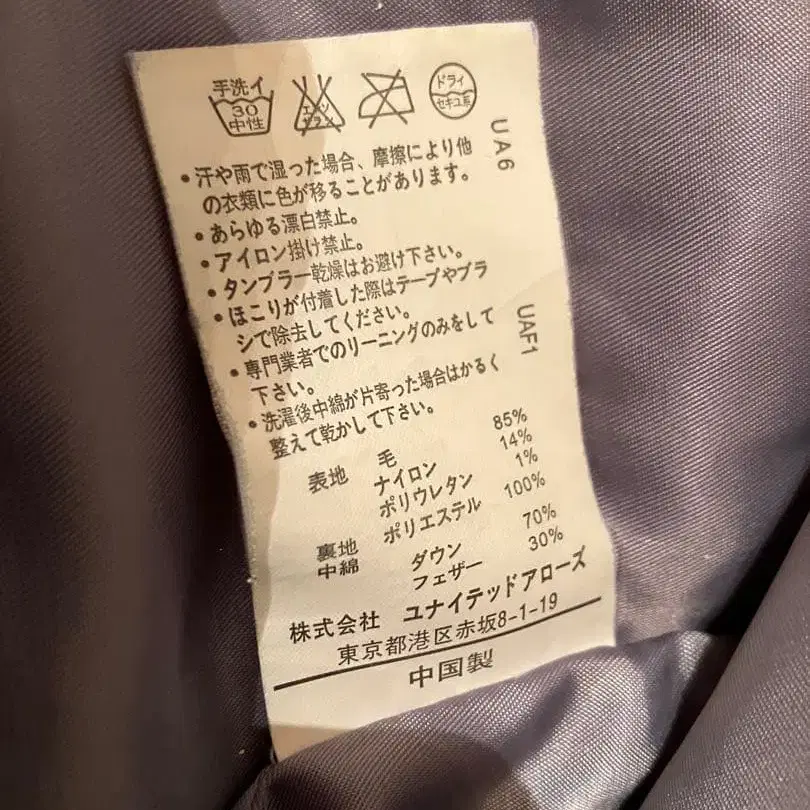 手洗イ
30
中性
エンソ
サラシ
ドライ
セキユ系
UA6
・汗や雨で湿った場合、摩擦により他
の衣類に色が移ることがあります。
・あらゆる漂白禁止。
・アイロン掛け禁止。
・タンブラー乾燥はお避け下さい。
・ほこりが付着した際はテープやブラ
シで除去してください。
・専門業者でのリーニングのみをして
下さい。
・洗濯後中綿が片寄った場合はかるく
整えて乾かして下さい。
UAF1
表地 毛 85%
ナイロン 14%
ポリウレタン 1%
裏地 ポリエステル 100%
中綿 ダウン 70%
フェザー 30%
株式会社 ユナイテッドアローズ
東京都港区赤坂8-1-19
中国製